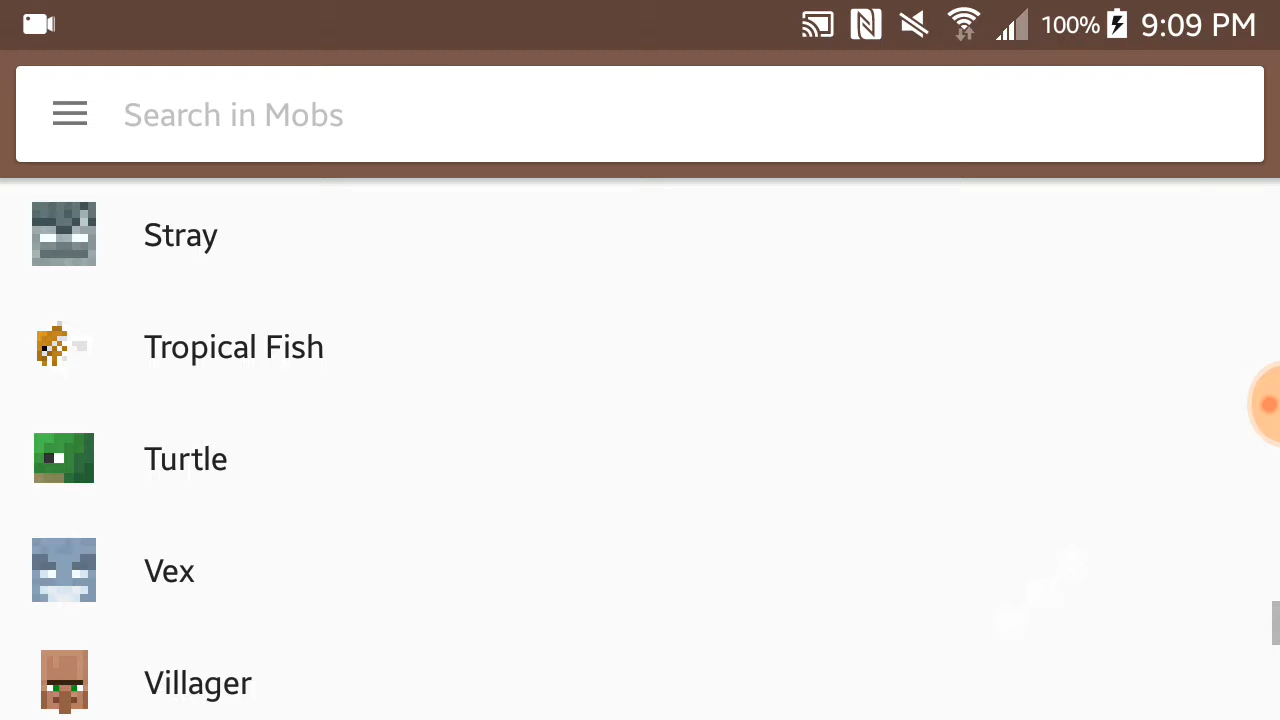 100% 9:09 PM
Search in Mobs
Stray
Tropical Fish
Turtle
Vex
Villager